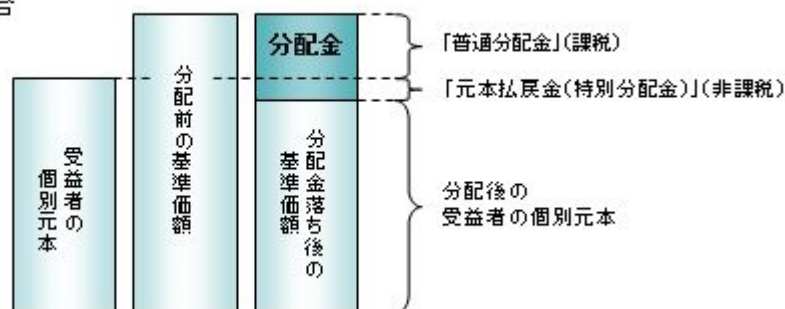 受益者の
個別元本
分配前の基準価額
分配金
分配金落ち後の
基準価額
「普通分配金」(課税)
「元本払戻金(特別分配金)」(非課税)
分配後の
受益者の個別元本